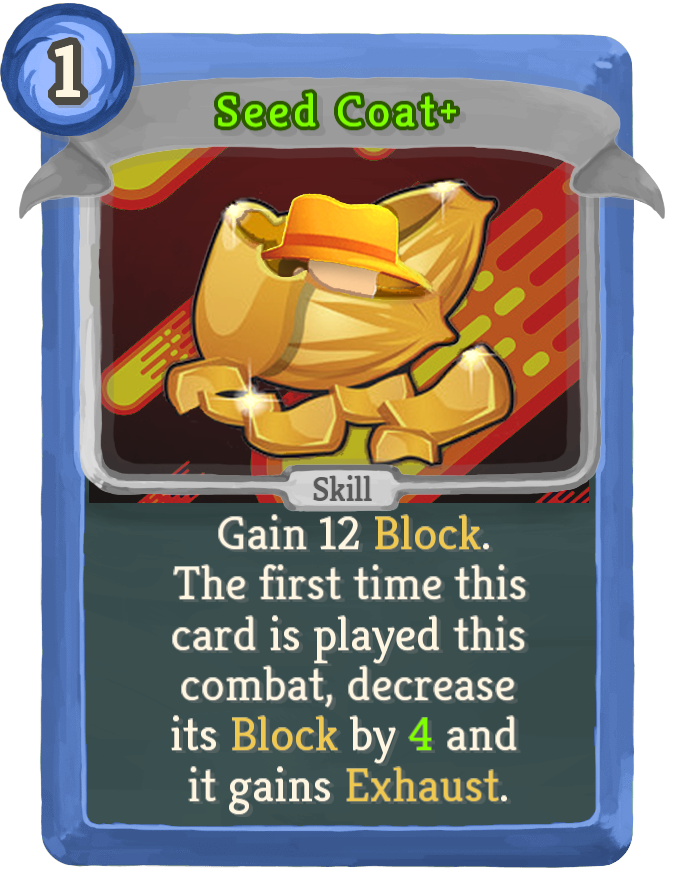 1
Seed Coat+
Skill
Gain 12 Block.
The first time this
card is played this
combat, decrease
its Block by 4 and
it gains Exhaust.